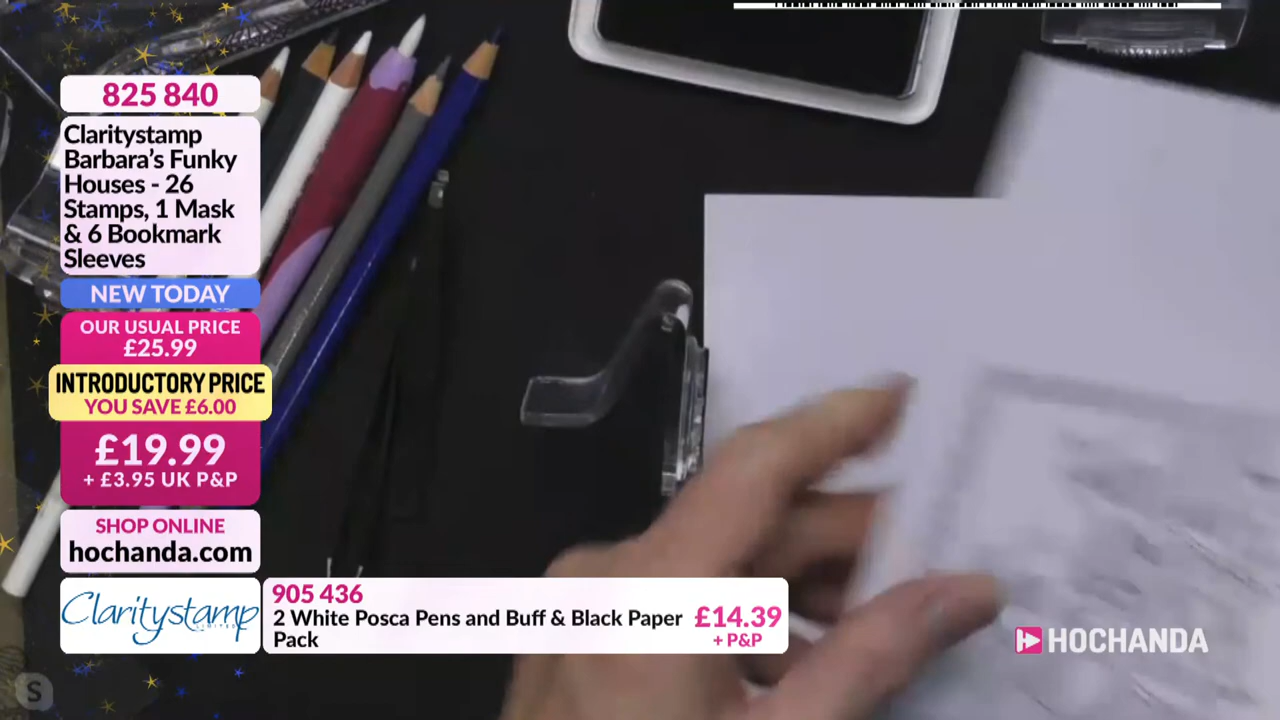 825 840
Claritystamp
Barbara's Funky
Houses - 26
Stamps, 1 Mask
& 6 Bookmark
Sleeves
NEW TODAY
OUR USUAL PRICE
£25.99
INTRODUCTORY PRICE
YOU SAVE £6.00
£19.99
+ £3.95 UK P&P
SHOP ONLINE
hochanda.com
Claritystamp
LIMITED
905 436
2 White Posca Pens and Buff & Black Paper
Pack
£14.39
+ P&P
HOCHANDA
S